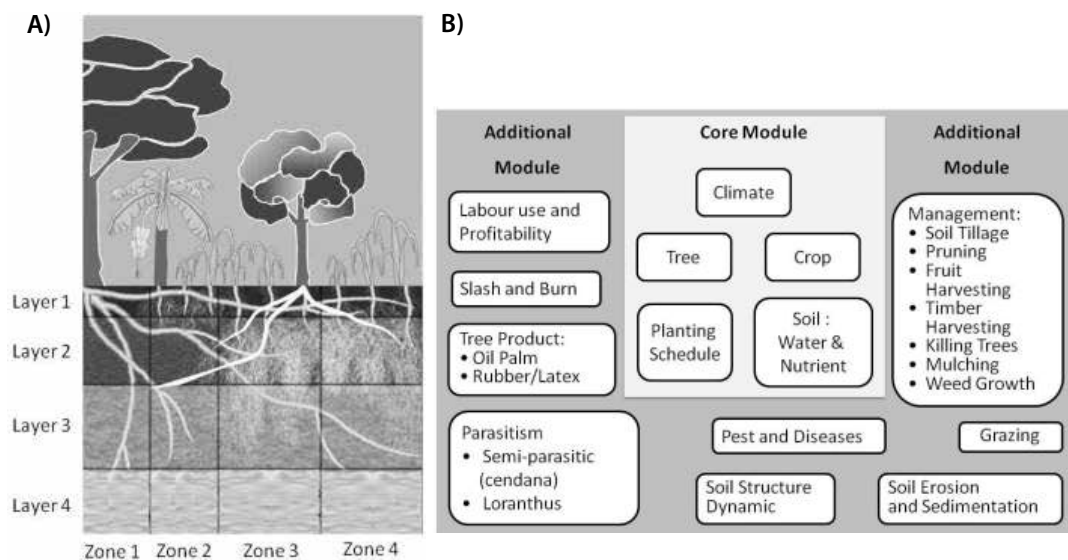 A)
Layer 1
Layer 2
Layer 3
Layer 4
Zone 1 Zone 2 Zone 3 Zone 4
B)
Additional
Module
Labour use and
Profitability
Slash and Burn
Tree Product:
• Oil Palm
• Rubber/Latex
Parasitism
• Semi-parasitic
(cendana)
• Loranthus
Core Module
Climate
Tree
Crop
Planting
Schedule
Soil :
Water &
Nutrient
Additional
Module
Management:
• Soil Tillage
• Pruning
• Fruit
Harvesting
• Timber
Harvesting
• Killing Trees
• Mulching
• Weed Growth
Pest and Diseases
Grazing
Soil Structure
Dynamic
Soil Erosion
and Sedimentation